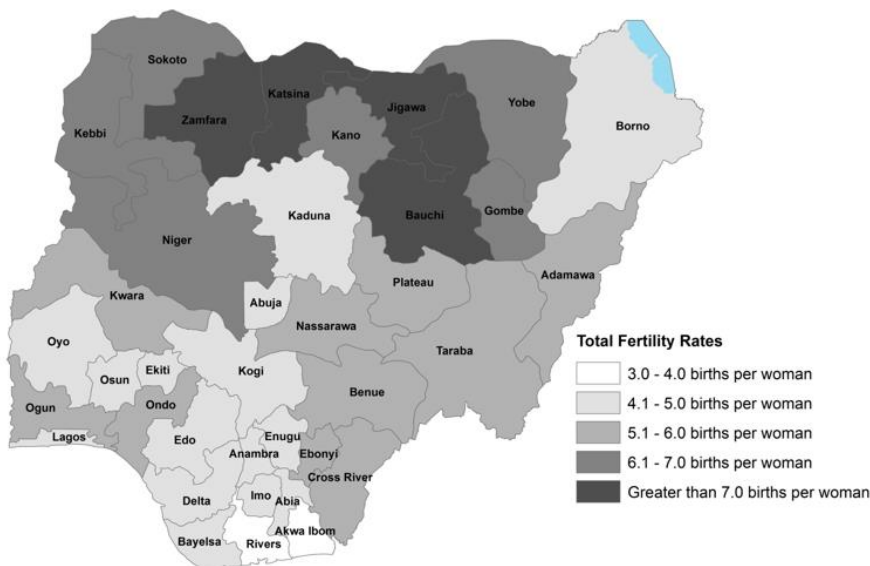 Sokoto
Katsina
Jigawa
Yobe
Zamfara
Borno
Kebbi
Kano
Kaduna
Bauchi
Gombe
Niger
Adamawa
Plateau
Kwara
Abuja
Nassarawa
Oyo
Taraba
Ekiti
Kogi
Osun
Benue
Ogun
Ondo
Lagos
Edo
Enugu
Anambra
Ebonyi
Cross River
Delta
Imo
Abia
Akwa Ibom
Bayelsa
Rivers
Total Fertility Rates
3.0 - 4.0 births per woman
4.1 - 5.0 births per woman
5.1 - 6.0 births per woman
6.1 - 7.0 births per woman
Greater than 7.0 births per woman